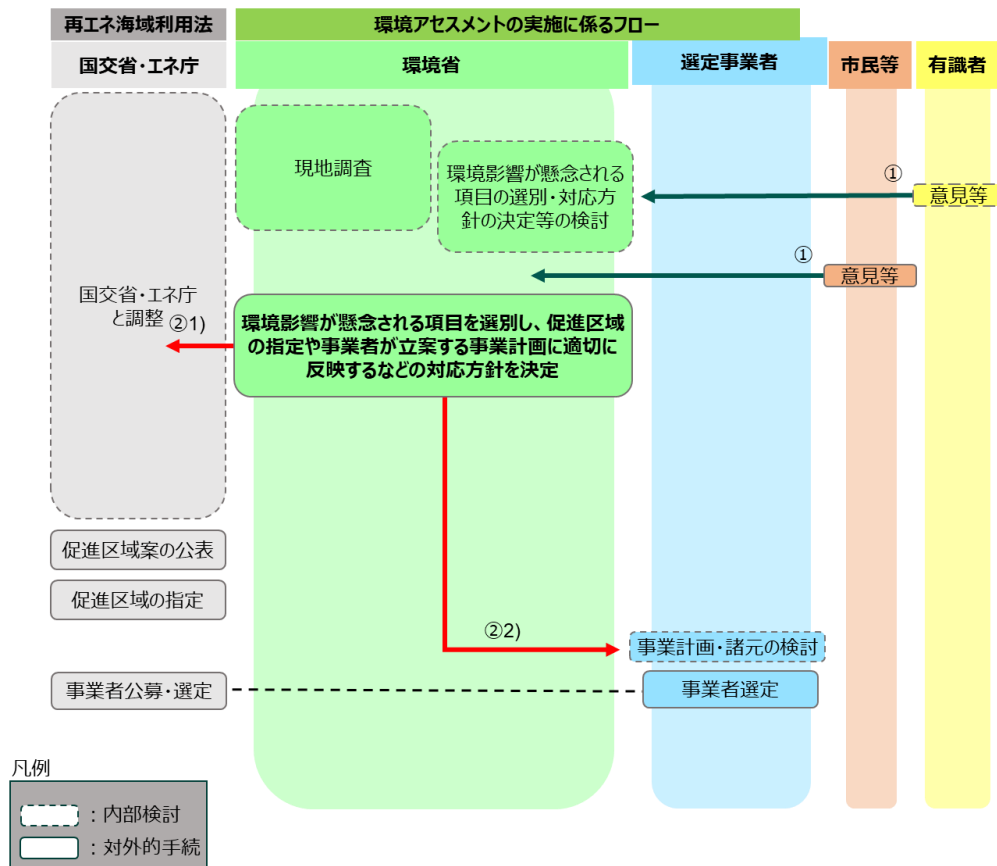 再エネ海域利用法
環境アセスメントの実施に係るフロー
国交省・エネ庁
環境省
選定事業者
市民等
有識者
現地調査
環境影響が懸念される
項目の選別・対応方
針の決定等の検討
①
意見等
①
意見等
国交省・エネ庁
と調整
②1)
環境影響が懸念される項目を選別し、促進区域
の指定や事業者が立案する事業計画に適切に
反映するなどの対応方針を決定
促進区域案の公表
促進区域の指定
②2)
事業計画・諸元の検討
事業者公募・選定
事業者選定
凡例
：内部検討
：対外的手続